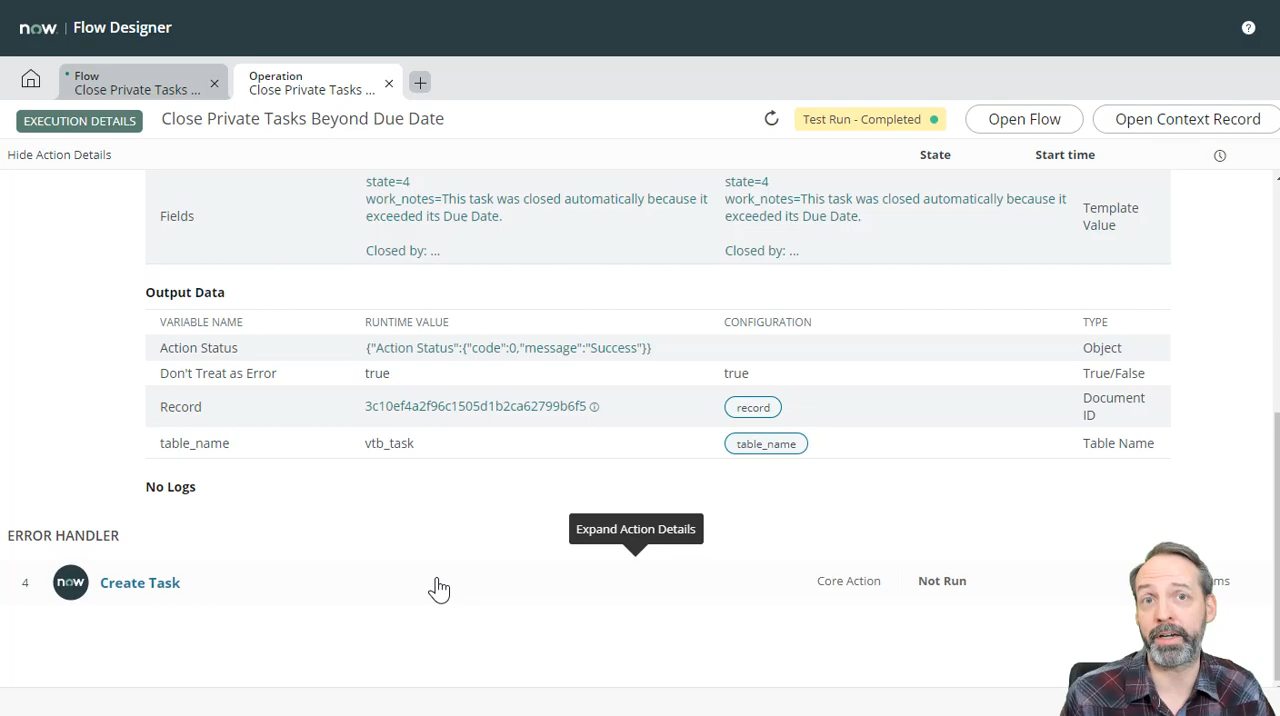 now. | Flow Designer
Flow
Close Private Tasks ...
Operation
Close Private Tasks ...
EXECUTION DETAILS
Close Private Tasks Beyond Due Date
Test Run - Completed
Open Flow
Open Context Record
Hide Action Details
State
Start time
Fields
state=4
work_notes=This task was closed automatically because it
exceeded its Due Date.
Closed by: ...
state=4
work_notes=This task was closed automatically because it
exceeded its Due Date.
Closed by: ...
Template
Value
Output Data
VARIABLE NAME RUNTIME VALUE CONFIGURATION TYPE
Action Status {"Action Status":{"code":0,"message":"Success"}} Object
Don't Treat as Error true true True/False
Record 3c10ef4a2f96c1505d1b2ca62799b6f5 record Document
ID
table_name vtb_task table_name Table Name
No Logs
Expand Action Details
ERROR HANDLER
4 now Create Task Core Action Not Run